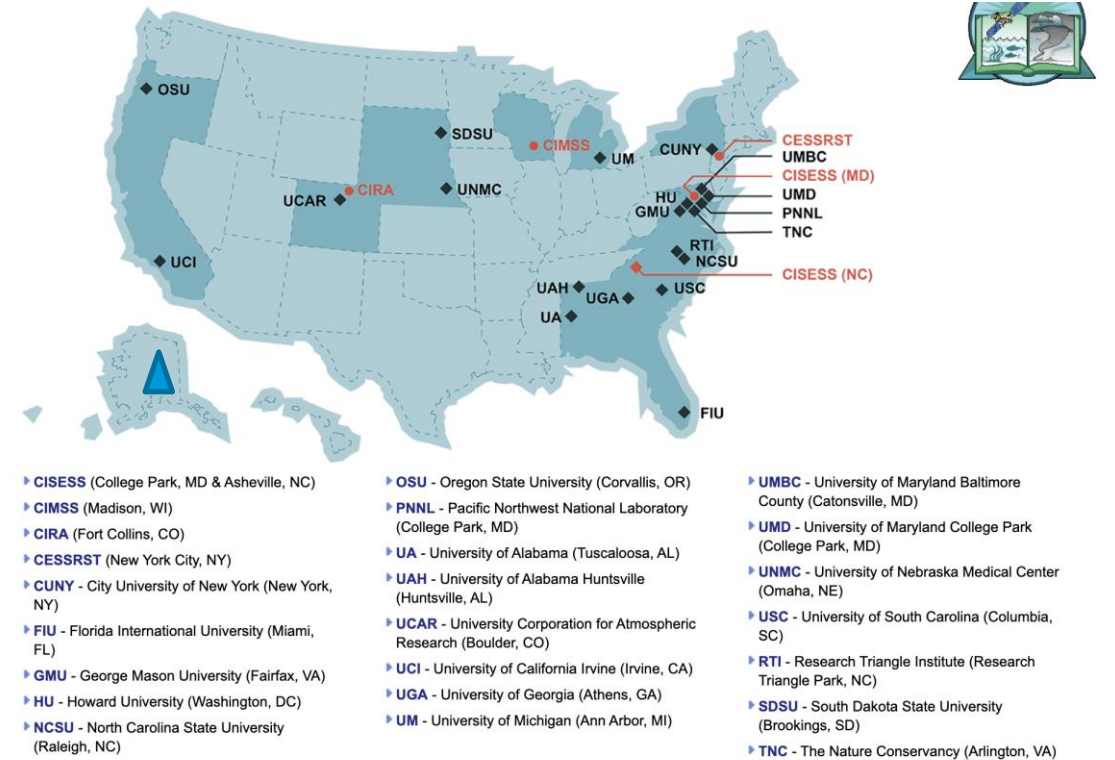 OSU
SDSU
CIMSS
UM
CUNY
CESSRST
UMBC
CISESS (MD)
UMD
PNNL
TNC
HU
GMU
CIRA
UCAR
UNMC
RTI
NCSU
CISESS (NC)
UCI
UAH
UGA
USC
UA
FIU
CISESS (College Park, MD & Asheville, NC)
CIMSS (Madison, WI)
CIRA (Fort Collins, CO)
CESSRST (New York City, NY)
CUNY - City University of New York (New York,
NY)
FIU - Florida International University (Miami,
FL)
GMU - George Mason University (Fairfax, VA)
HU - Howard University (Washington, DC)
NCSU - North Carolina State University
(Raleigh, NC)
OSU - Oregon State University (Corvallis, OR)
PNNL - Pacific Northwest National Laboratory
(College Park, MD)
UA - University of Alabama (Tuscaloosa, AL)
UAH - University of Alabama Huntsville
(Huntsville, AL)
UCAR - University Corporation for Atmospheric
Research (Boulder, CO)
UCI - University of California Irvine (Irvine, CA)
UGA - University of Georgia (Athens, GA)
UM - University of Michigan (Ann Arbor, MI)
UMBC - University of Maryland Baltimore
County (Catonsville, MD)
UMD - University of Maryland College Park
(College Park, MD)
UNMC - University of Nebraska Medical Center
(Omaha, NE)
USC - University of South Carolina (Columbia,
SC)
RTI - Research Triangle Institute (Research
Triangle Park, NC)
SDSU - South Dakota State University
(Brookings, SD)
TNC - The Nature Conservancy (Arlington, VA)